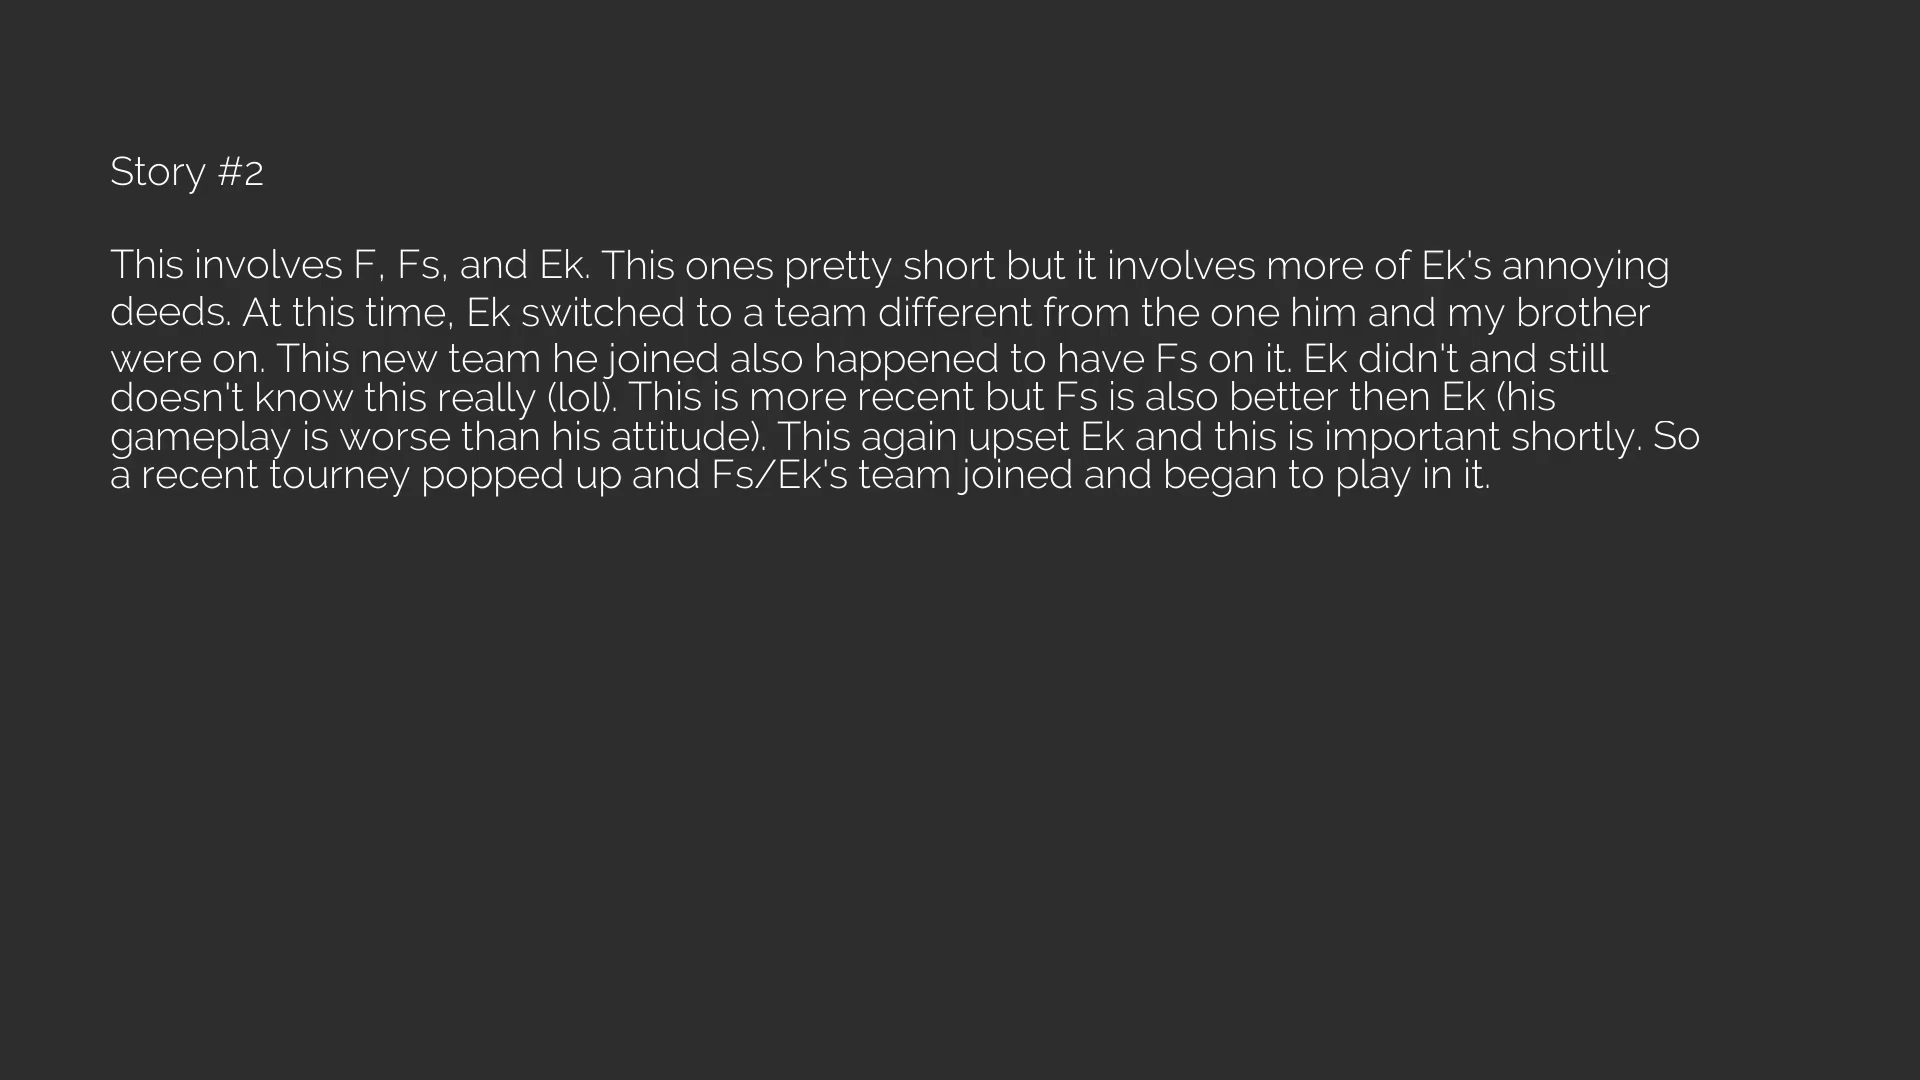 Story #2
This involves F, Fs, and Ek. This ones pretty short but it involves more of Ek's annoying
deeds. At this time, Ek switched to a team different from the one him and my brother
were on. This new team he joined also happened to have Fs on it. Ek didn't and still
doesn't know this really (lol). This is more recent but Fs is also better then Ek (his
gameplay is worse than his attitude). This again upset Ek and this is important shortly. So
a recent tourney popped up and Fs/Ek's team joined and began to play in it.